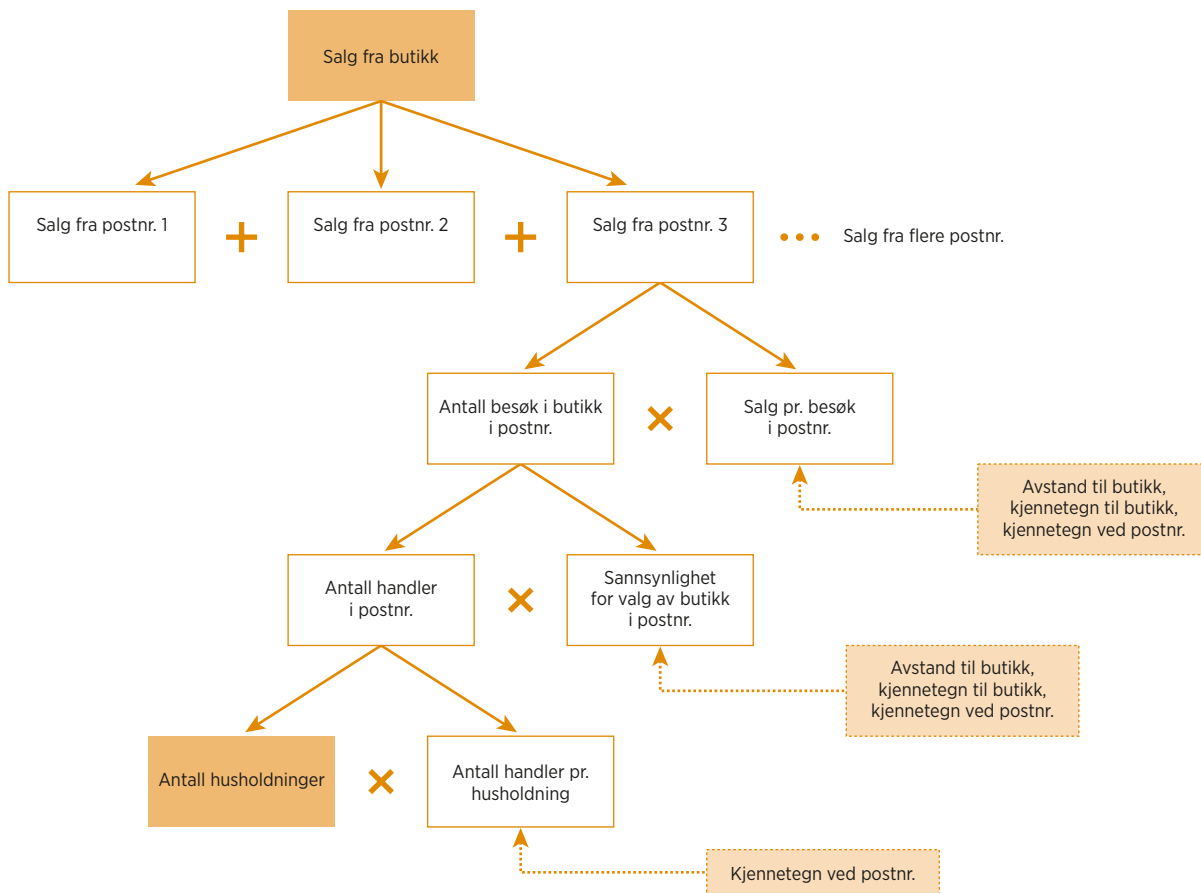 Salg fra butikk
Salg fra postnr. 1
Salg fra postnr. 2
Salg fra postnr. 3
Salg fra flere postnr.
Antall besøk i butikk
i postnr.
Salg pr. besøk
i postnr.
Avstand til butikk,
kjennetegn til butikk,
kjennetegn ved postnr.
Antall handler
i postnr.
Sannsynlighet
for valg av butikk
i postnr.
Avstand til butikk,
kjennetegn til butikk,
kjennetegn ved postnr.
Antall husholdninger
Antall handler pr.
husholdning
Kjennetegn ved postnr.